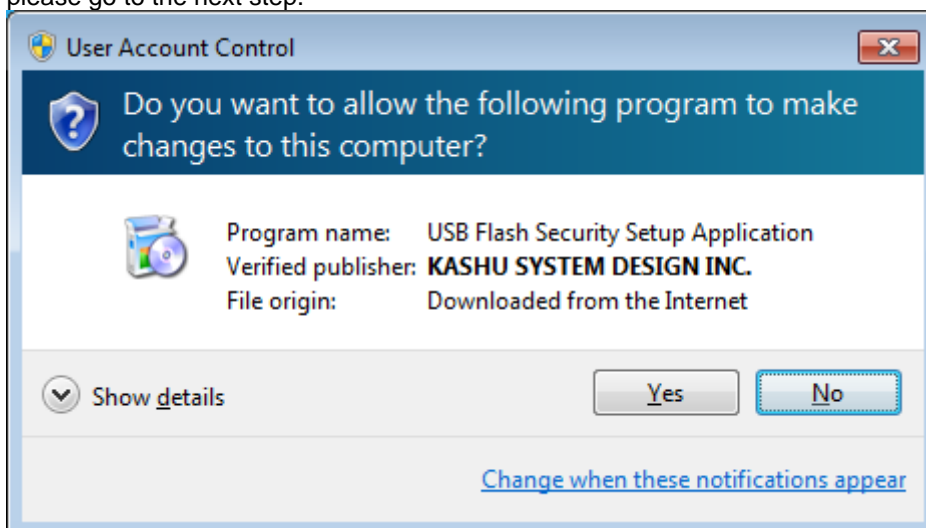 please go to the next step.
User Account Control
Do you want to allow the following program to make
changes to this computer?
Program name: USB Flash Security Setup Application
Verified publisher: KASHU SYSTEM DESIGN INC.
File origin: Downloaded from the Internet
Show details
Yes
No
Change when these notifications appear